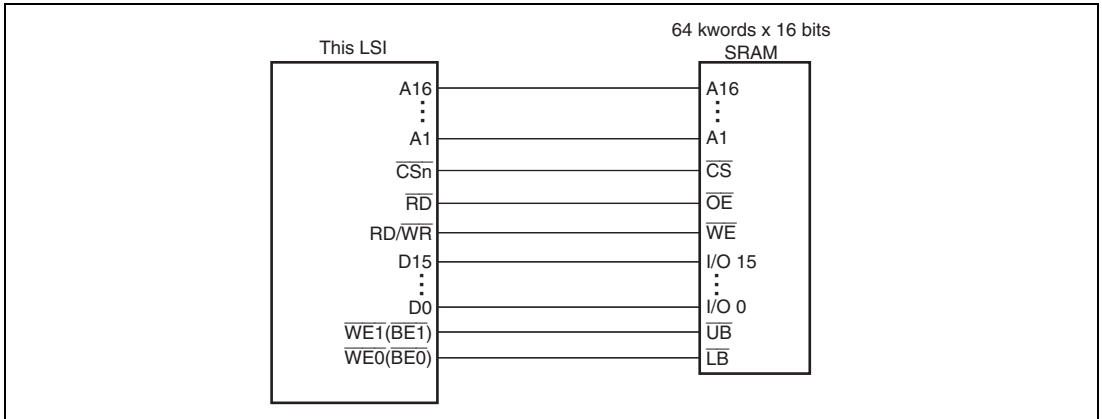 64 kwords x 16 bits
SRAM
This LSI
A16 A16
A1 A1
CSn CS
RD OE
RD/WR WE
D15 I/O 15
D0 I/O 0
WE1(BE1) UB
WE0(BE0) LB